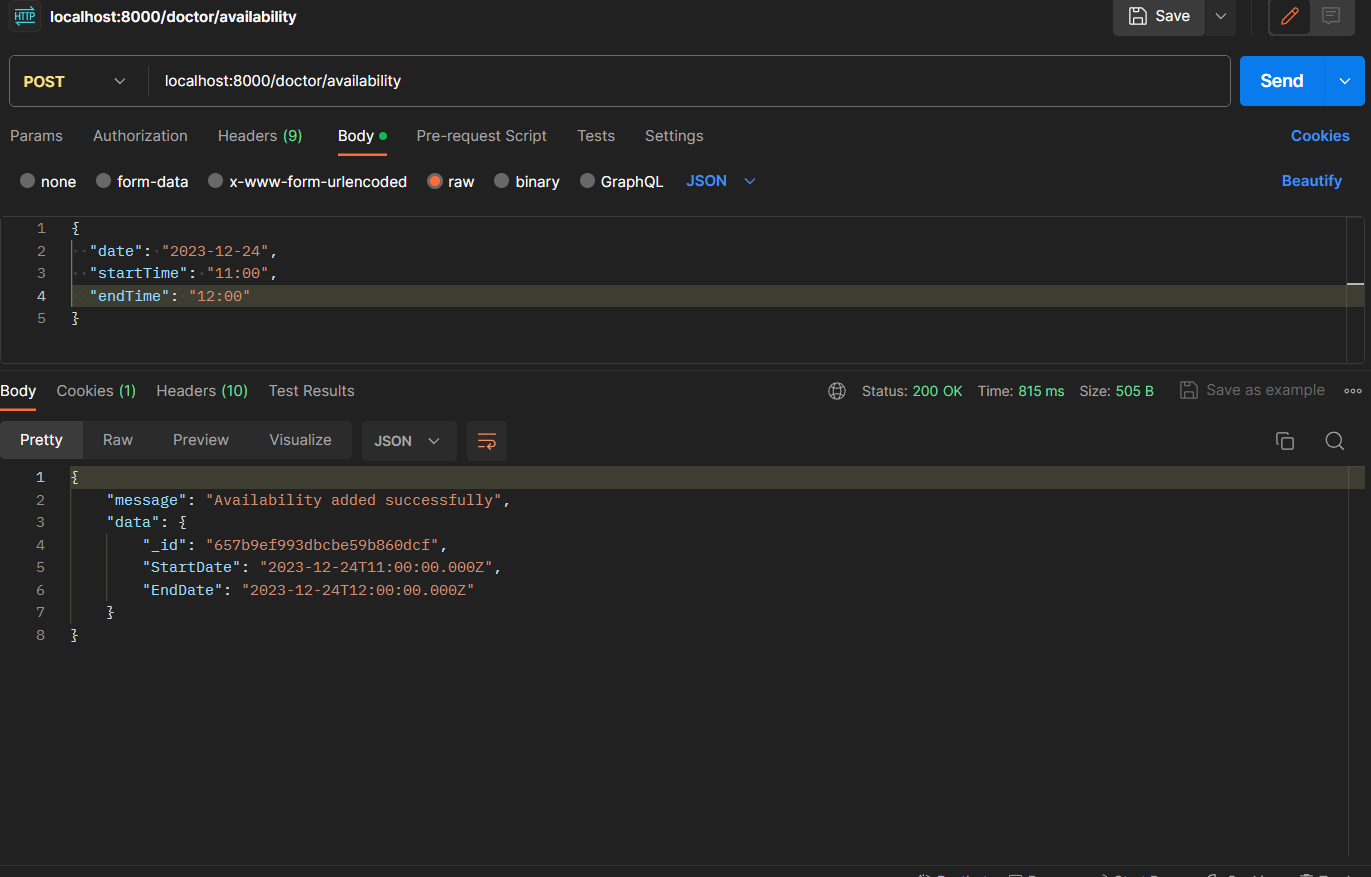 HTTP localhost:8000/doctor/availability Save
POST localhost:8000/doctor/availability Send
Params Authorization Headers (9) Body Pre-request Script Tests Settings Cookies
none form-data x-www-form-urlencoded raw binary GraphQL JSON Beautify
1 {
2 "date": "2023-12-24",
3 "startTime": "11:00",
4 "endTime": "12:00"
5 }
Body Cookies (1) Headers (10) Test Results Status: 200 OK Time: 815 ms Size: 505 B Save as example
Pretty Raw Preview Visualize JSON
1 {
2 "message": "Availability added successfully",
3 "data": {
4 "_id": "657b9ef993dbcbe59b860dcf",
5 "StartDate": "2023-12-24T11:00:00.000Z",
6 "EndDate": "2023-12-24T12:00:00.000Z"
7 }
8 }